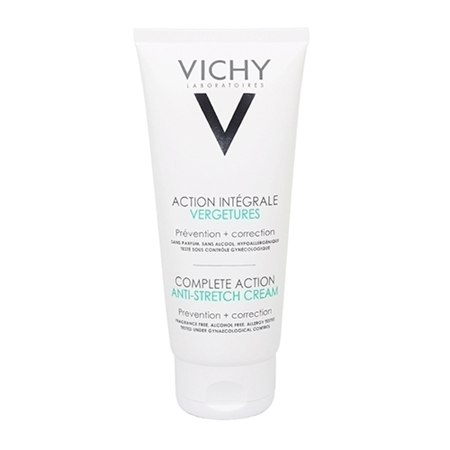 VICHY
LABORATOIRES
V
ACTION INTÉGRALE
VERGETURES
Prévention + correction
SANS PARFUM, SANS ALCOOL, HYPOALLERGÉNIQUE
TESTÉ SOUS CONTRÔLE GYNÉCOLOGIQUE
COMPLETE ACTION
ANTI-STRETCH CREAM
Prevention + correction
FRAGRANCE FREE, ALCOHOL FREE, ALLERGY TESTED
TESTED UNDER GYNAECOLOGICAL CONTROL